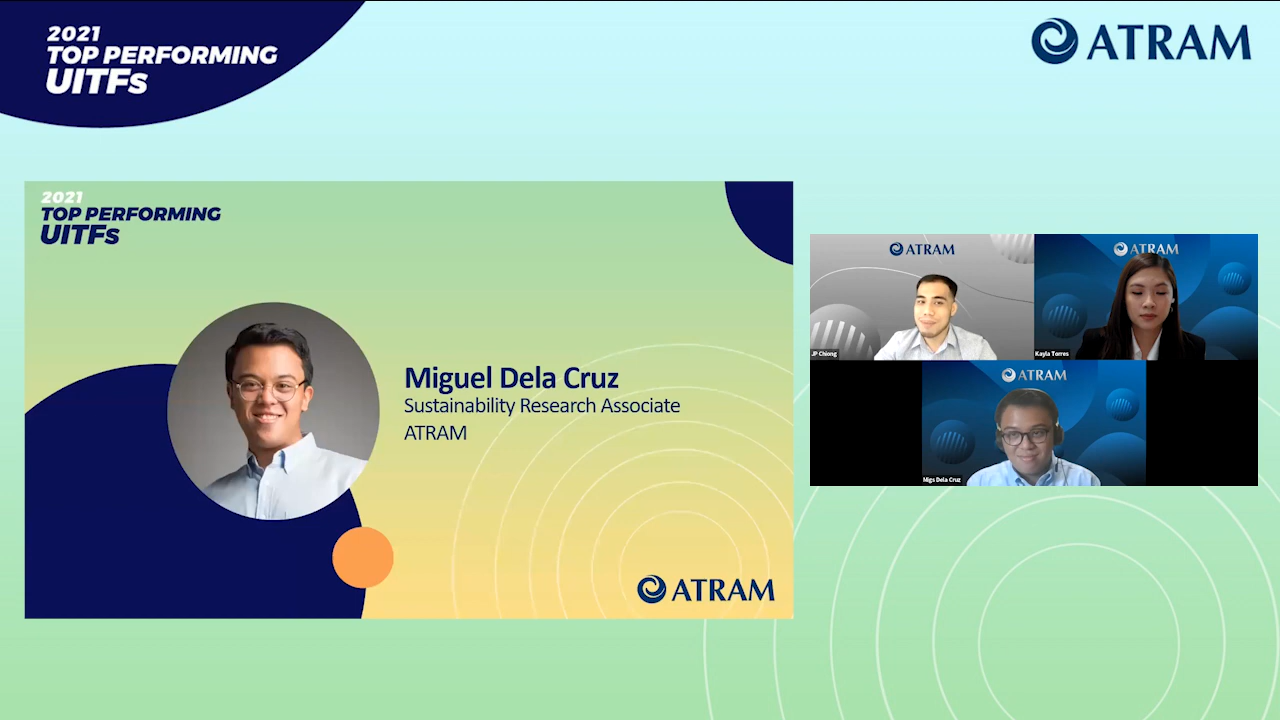 2021
TOP PERFORMING
UITFs
ATRAM
2021
TOP PERFORMING
UITFs
Miguel Dela Cruz
Sustainability Research Associate
ATRAM
ATRAM
ATRAM
JP Chiong
ATRAM
Kayla Torres
ATRAM
Migs Dela Cruz